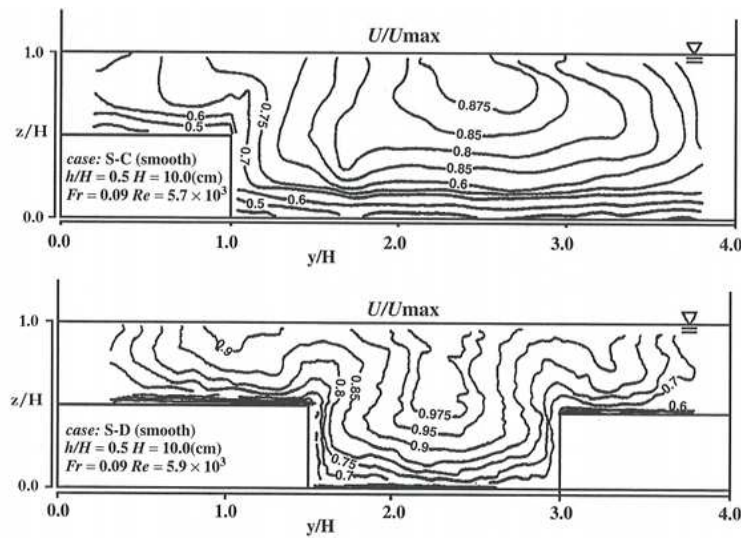 U/Umax
1.0
0.875
0.75
0.6
0.5
0.85
z/H
0.8
case: S-C (smooth)
0.7
0.85
h/H = 0.5 H = 10.0(cm)
0.6
Fr = 0.09 Re = 5.7 × 10³
0.6
0.5
0.0
0.0 1.0 2.0 3.0 4.0
y/H
U/Umax
1.0
0.9
0.85
0.8
0.7
0.975
0.6
z/H
case: S-D (smooth)
0.95
h/H = 0.5 H = 10.0(cm)
0.9
Fr = 0.09 Re = 5.9 × 10³
0.75
0.7
0.0
0.0 1.0 2.0 3.0 4.0
y/H